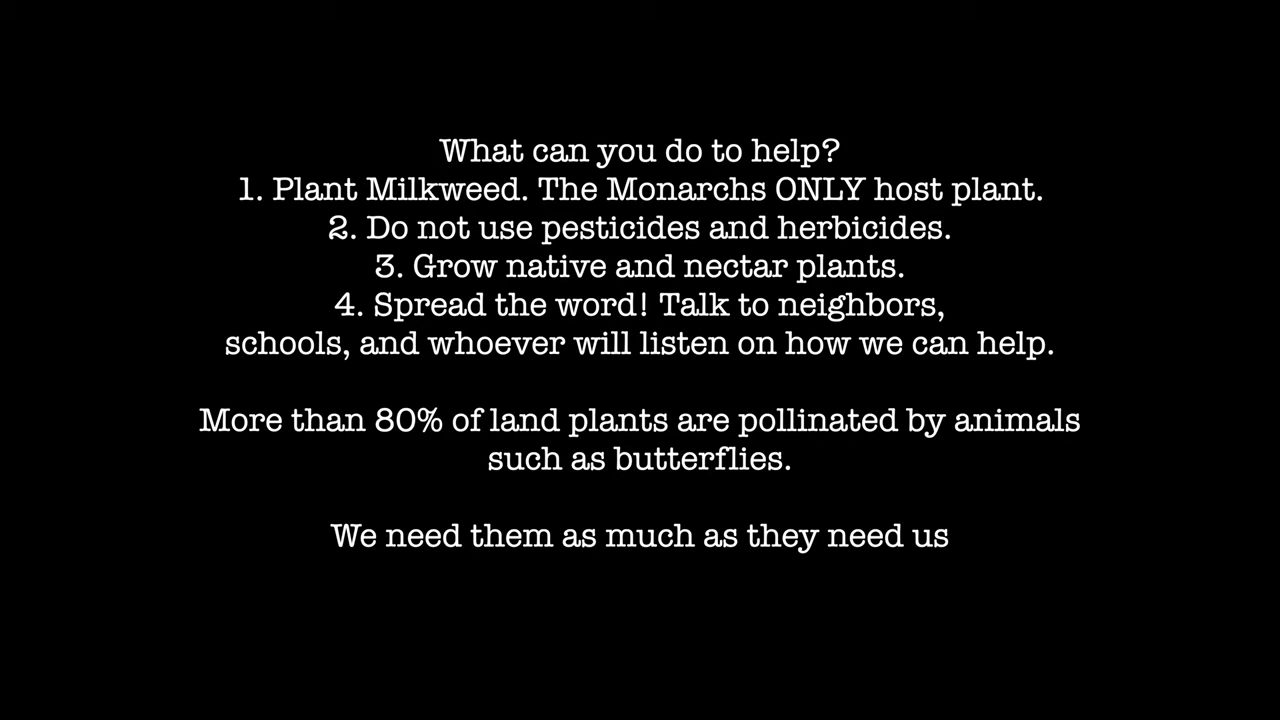 What can you do to help?
1. Plant Milkweed. The Monarchs ONLY host plant.
2. Do not use pesticides and herbicides.
3. Grow native and nectar plants.
4. Spread the word! Talk to neighbors,
schools, and whoever will listen on how we can help.
More than 80% of land plants are pollinated by animals
such as butterflies.
We need them as much as they need us